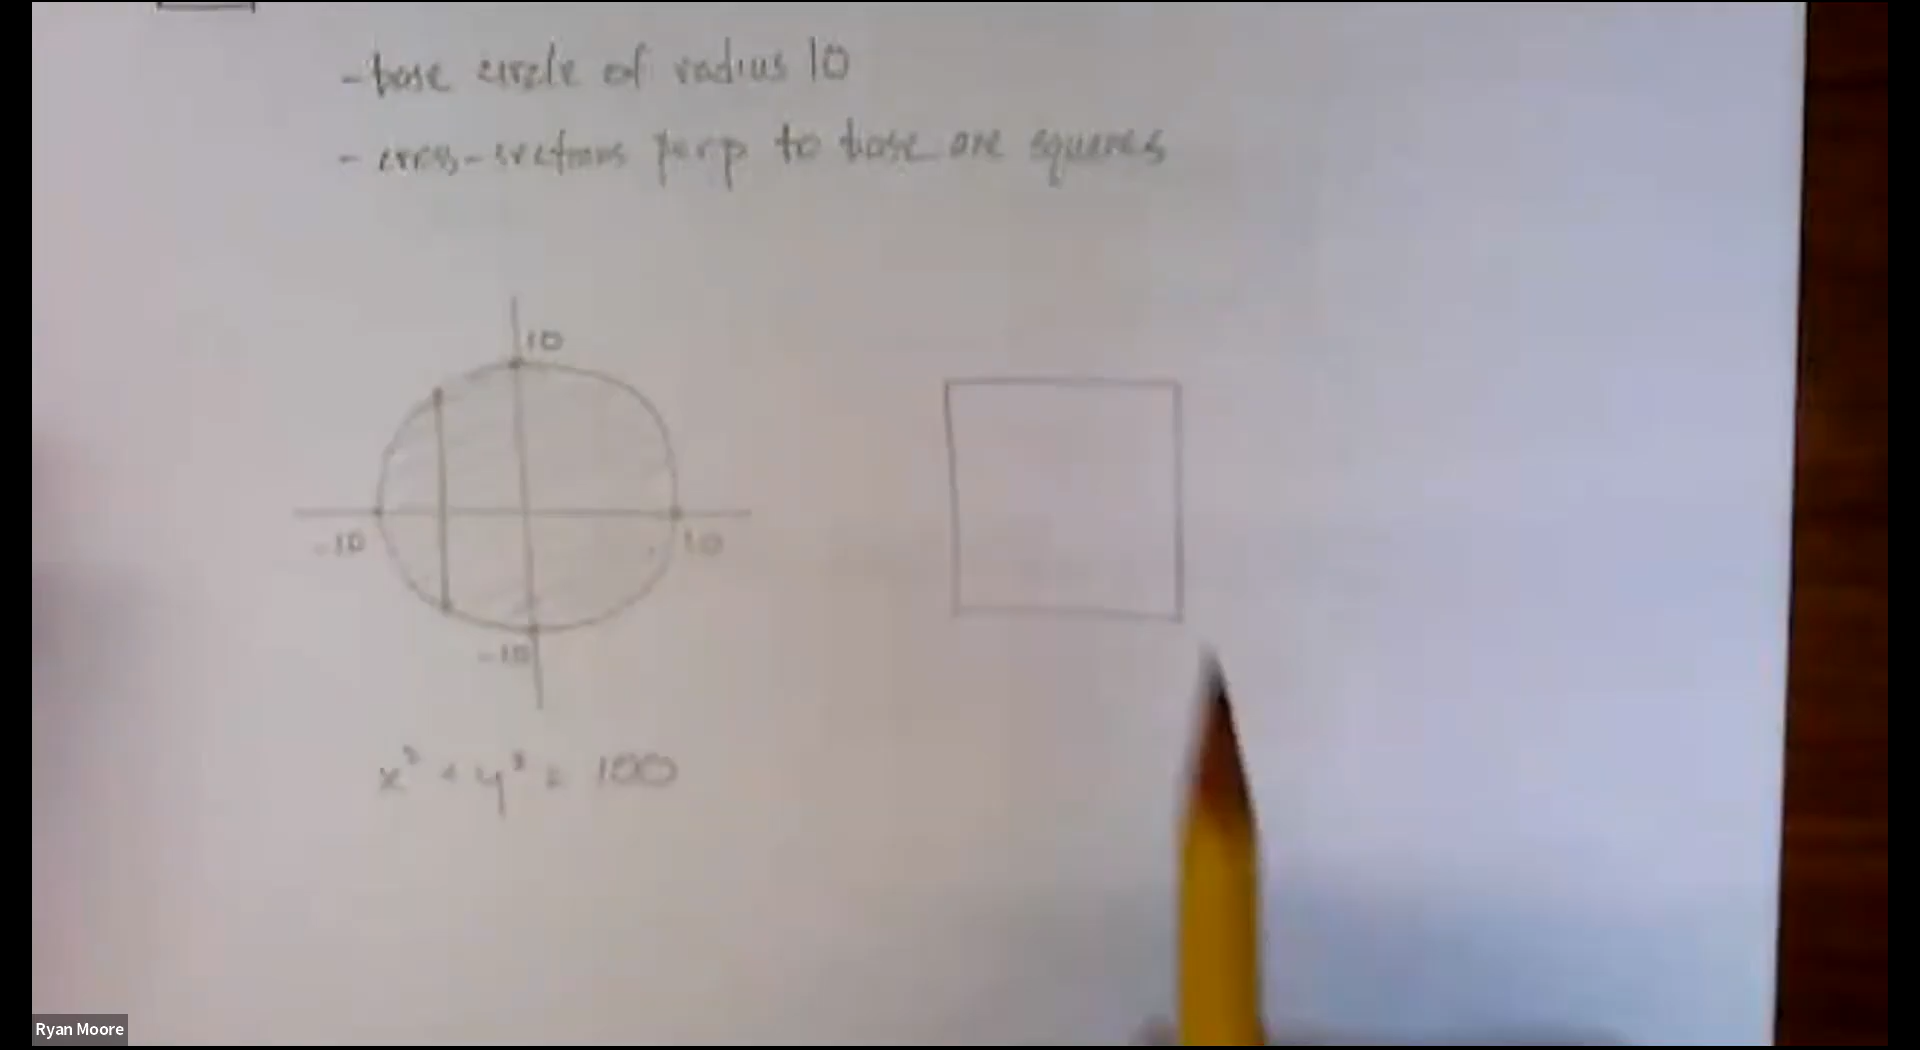 - base circle of radius 10
- cross-sections perp to base are squares
10
-10
10
-10
x² + y² = 100
Ryan Moore